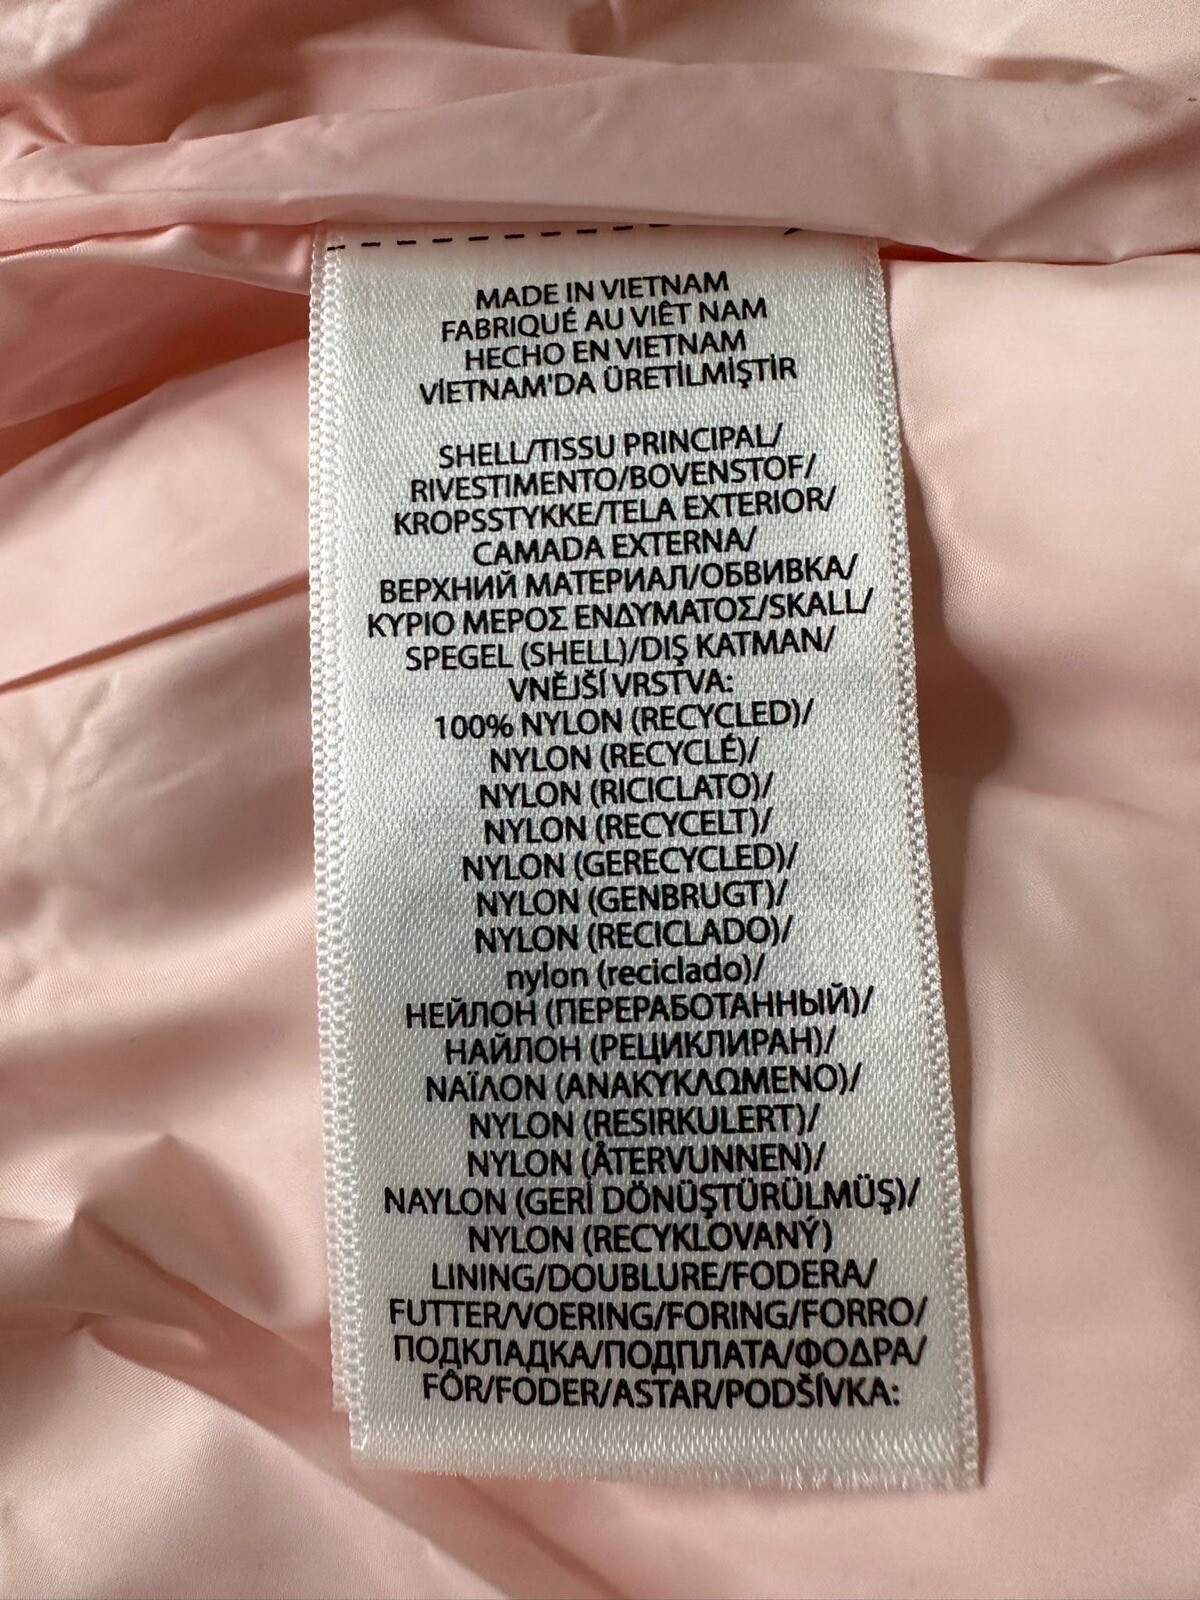 MADE IN VIETNAM
FABRIQUÉ AU VIÊT NAM
HECHO EN VIETNAM
VİETNAM'DA ÜRETİLMİŞTİR
SHELL/TISSU PRINCIPAL/
RIVESTIMENTO/BOVENSTOF/
KROPSSTYKKE/TELA EXTERIOR/
CAMADA EXTERNA/
ВЕРХНИЙ МАТЕРИАЛ/ОБВИВКА/
ΚΥΡΙΟ ΜΕΡΟΣ ΕΝΔΥΜΑΤΟΣ/SKALL/
SPEGEL (SHELL)/DIŞ KATMAN/
VNĚJŠÍ VRSTVA:
100% NYLON (RECYCLED)/
NYLON (RECYCLÉ)/
NYLON (RICICLATO)/
NYLON (RECYCELT)/
NYLON (GERECYCLED)/
NYLON (GENBRUGT)/
NYLON (RECICLADO)/
nylon (reciclado)/
НЕЙЛОН (ПЕРЕРАБОТАННЫЙ)/
НАЙЛОН (РЕЦИКЛИРАН)/
ΝΑΪΛΟΝ (ΑΝΑΚΥΚΛΩΜΕΝΟ)/
NYLON (RESIRKULERT)/
NYLON (ÅTERVUNNEN)/
NAYLON (GERİ DÖNÜŞTÜRÜLMÜŞ)/
NYLON (RECYKLOVANÝ)
LINING/DOUBLURE/FODERA/
FUTTER/VOERING/FORING/FORRO/
ПОДКЛАДКА/ПОДПЛАТА/ΦΟΔΡΑ/
FÔR/FODER/ASTAR/PODŠÍVKA: